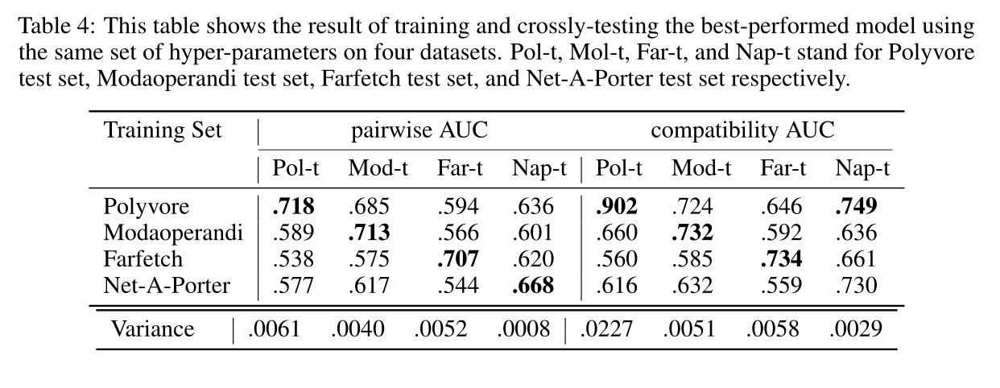 Table 4: This table shows the result of training and crossly-testing the best-performed model using
the same set of hyper-parameters on four datasets. Pol-t, Mol-t, Far-t, and Nap-t stand for Polyvore
test set, Modaoperandi test set, Farfetch test set, and Net-A-Porter test set respectively.
Training Set pairwise AUC compatibility AUC
Pol-t Mod-t Far-t Nap-t Pol-t Mod-t Far-t Nap-t
Polyvore .718 .685 .594 .636 .902 .724 .646 .749
Modaoperandi .589 .713 .566 .601 .660 .732 .592 .636
Farfetch .538 .575 .707 .620 .560 .585 .734 .661
Net-A-Porter .577 .617 .544 .668 .616 .632 .559 .730
Variance .0061 .0040 .0052 .0008 .0227 .0051 .0058 .0029